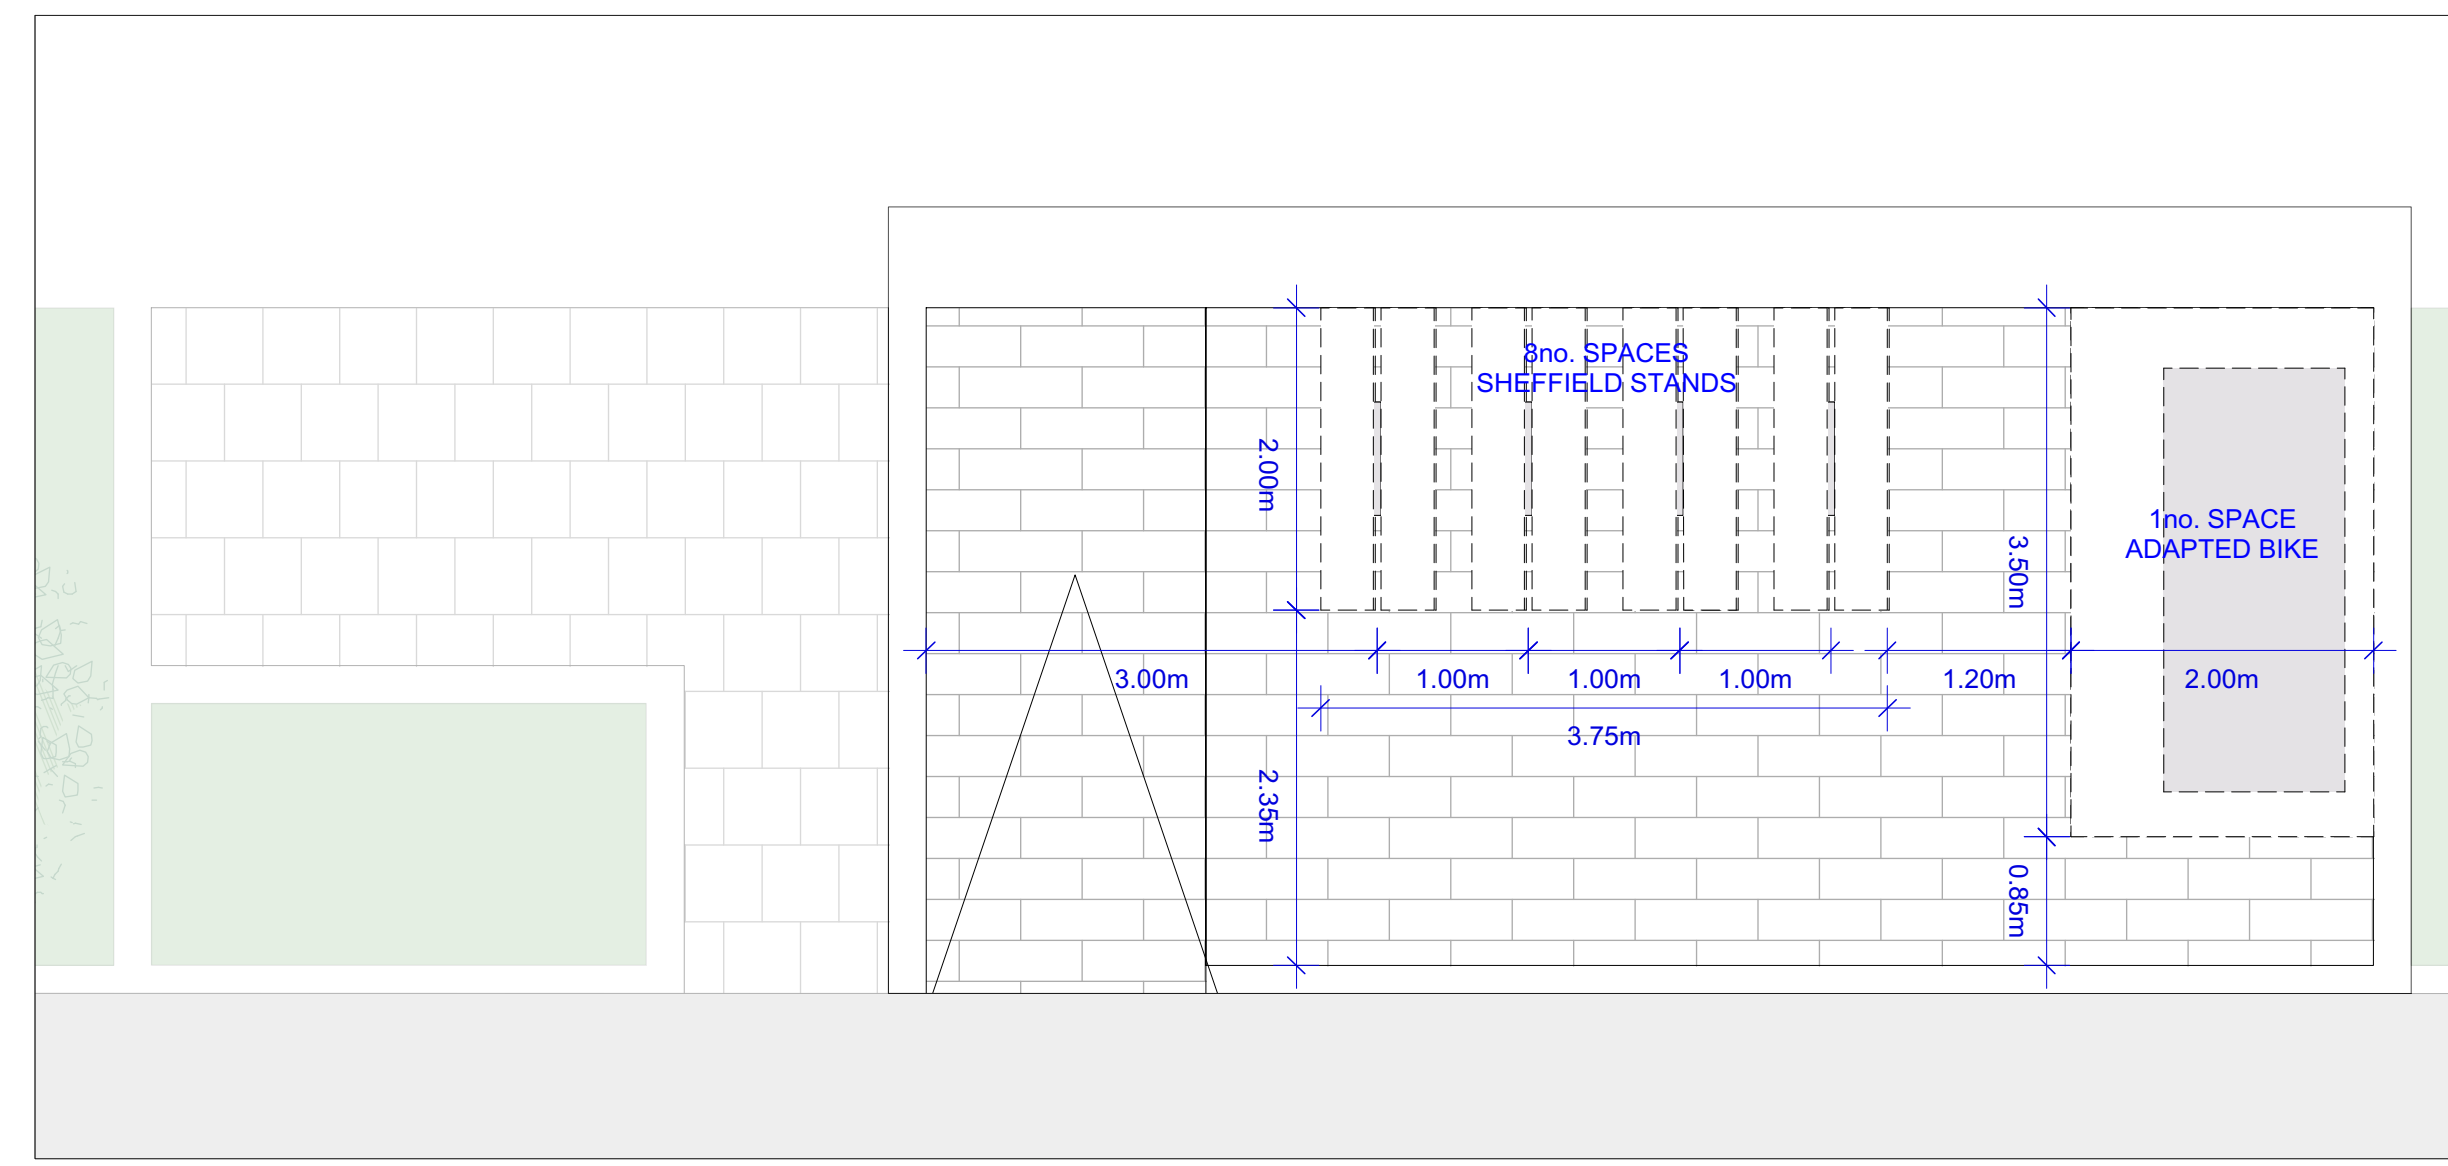 8no. SPACES
SHEFFIELD STANDS
2.00m
1no. SPACE
ADAPTED BIKE
3.50m
3.00m
1.00m
1.00m
1.00m
1.20m
2.00m
3.75m
2.35m
0.85m